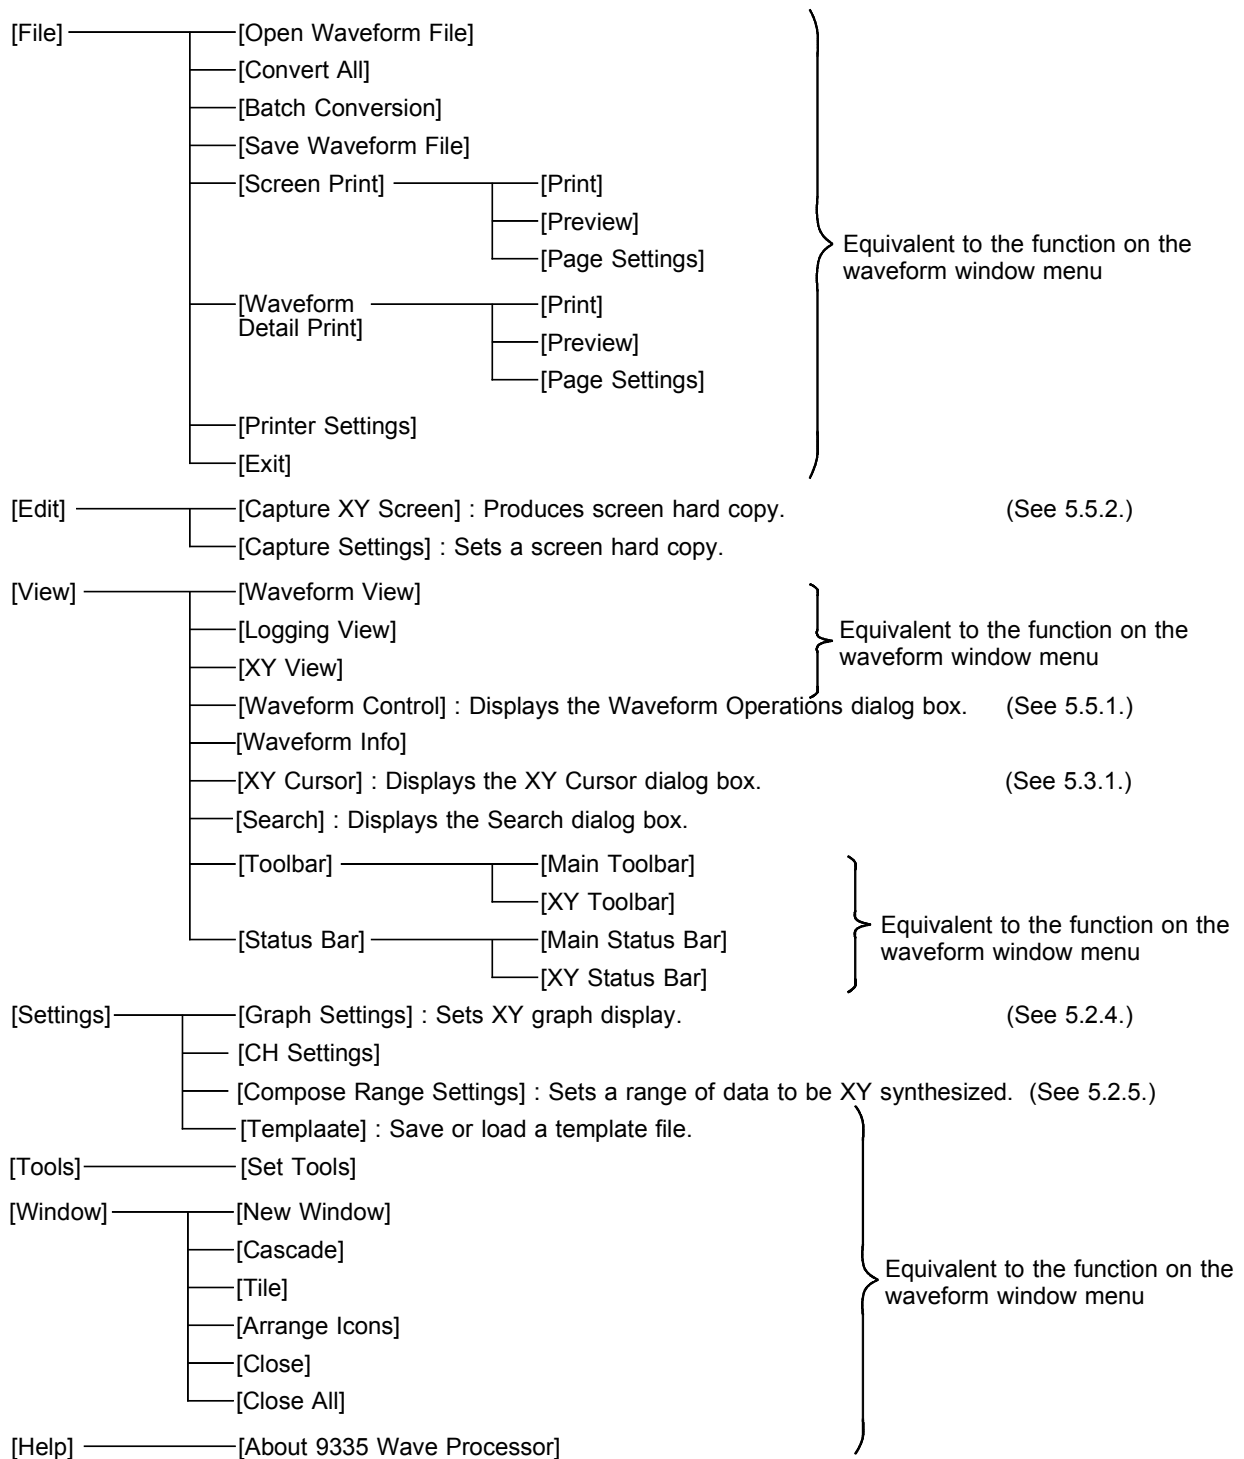 [File] [Open Waveform File]
[Convert All]
[Batch Conversion]
[Save Waveform File]
[Screen Print] [Print]
[Preview]
[Page Settings]
Equivalent to the function on the
waveform window menu
[Waveform [Print]
Detail Print]
[Preview]
[Page Settings]
[Printer Settings]
[Exit]
[Edit] [Capture XY Screen] : Produces screen hard copy. (See 5.5.2.)
[Capture Settings] : Sets a screen hard copy.
[View] [Waveform View]
[Logging View]
[XY View]
Equivalent to the function on the
waveform window menu
[Waveform Control] : Displays the Waveform Operations dialog box. (See 5.5.1.)
[Waveform Info]
[XY Cursor] : Displays the XY Cursor dialog box. (See 5.3.1.)
[Search] : Displays the Search dialog box.
[Toolbar] [Main Toolbar]
[XY Toolbar]
[Status Bar] [Main Status Bar]
[XY Status Bar]
Equivalent to the function on the
waveform window menu
[Settings] [Graph Settings] : Sets XY graph display. (See 5.2.4.)
[CH Settings]
[Compose Range Settings] : Sets a range of data to be XY synthesized. (See 5.2.5.)
[Templaate] : Save or load a template file.
[Tools] [Set Tools]
[Window] [New Window]
[Cascade]
[Tile]
[Arrange Icons]
[Close]
[Close All]
Equivalent to the function on the
waveform window menu
[Help] [About 9335 Wave Processor]